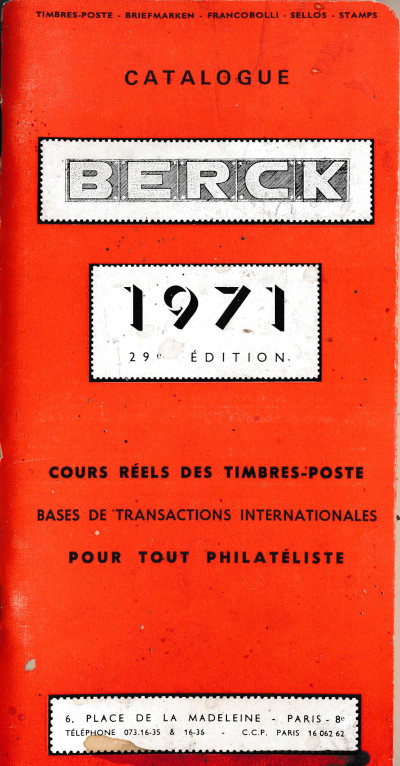 TIMBRES-POSTE - BRIEFMARKEN - FRANCOBOLLI - SELLOS - STAMPS
CATALOGUE
BERCK
1971
29e ÉDITION
COURS RÉELS DES TIMBRES-POSTE
BASES DE TRANSACTIONS INTERNATIONALES
POUR TOUT PHILATÉLISTE
6, PLACE DE LA MADELEINE - PARIS - 8e
TÉLÉPHONE 073.16-35 & 16-36 - C.C.P. PARIS 16 062 62